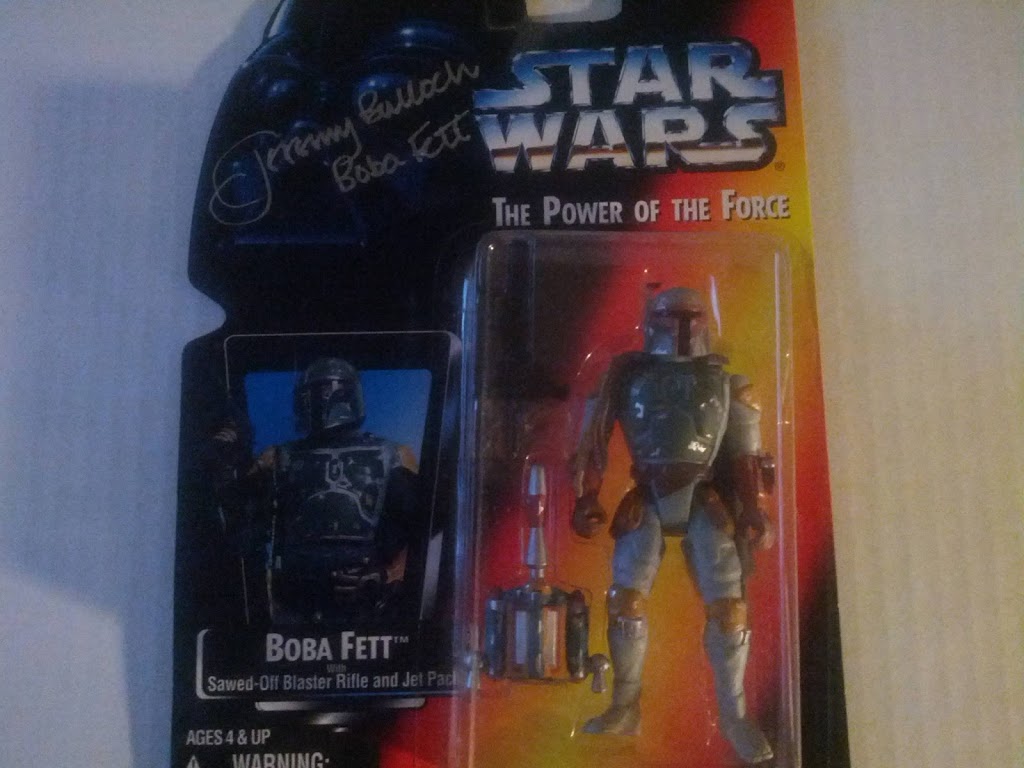 Jeremy Bulloch
Boba Fett
STAR
WARS®
THE POWER OF THE FORCE
BOBA FETT™
With
Sawed-Off Blaster Rifle and Jet Pack
AGES 4 & UP
WARNING: